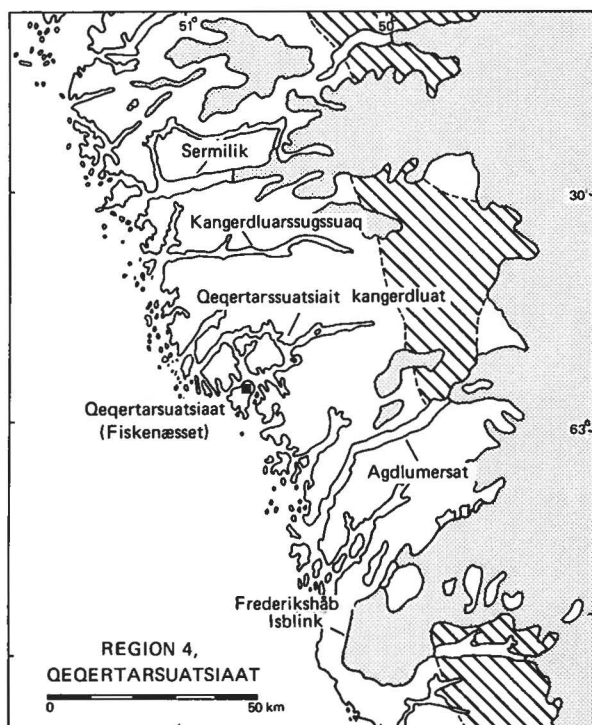 51°
50°
Sermilik
30'
Kangerdluarssugssuaq
Qeqertarssuatsiait kangerdluat
Qeqertarsuatsiaat
(Fiskenæsset)
63°
Agdlumersat
Frederikshåb
Isblink
REGION 4,
QEQERTARSUATSIAAT
0
50 km